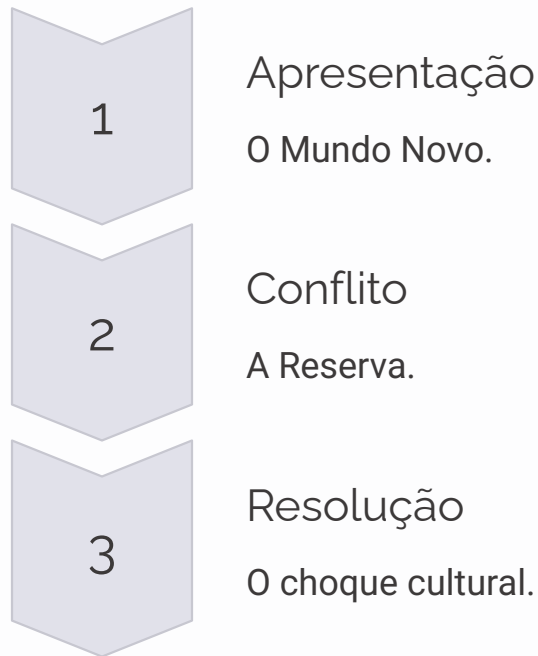 1
Apresentação
O Mundo Novo.
2
Conflito
A Reserva.
3
Resolução
O choque cultural.